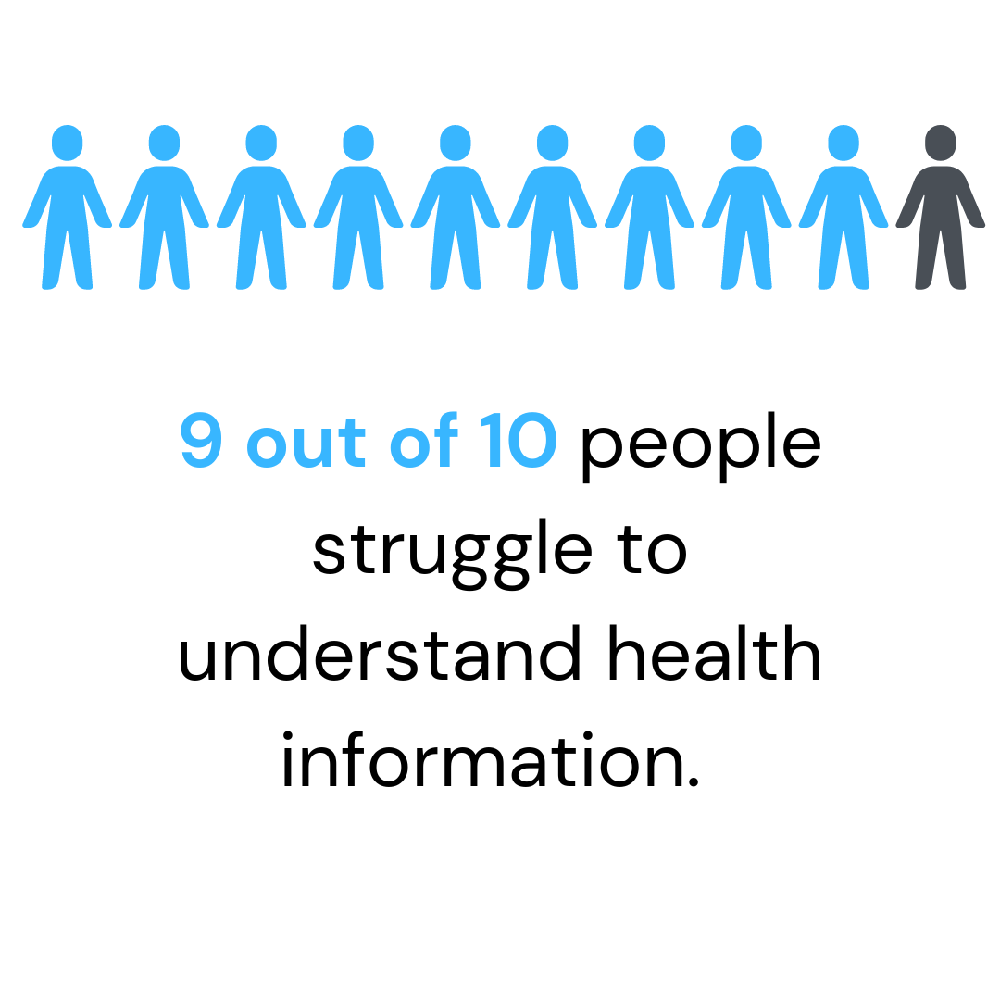 9 out of 10 people
struggle to
understand health
information.